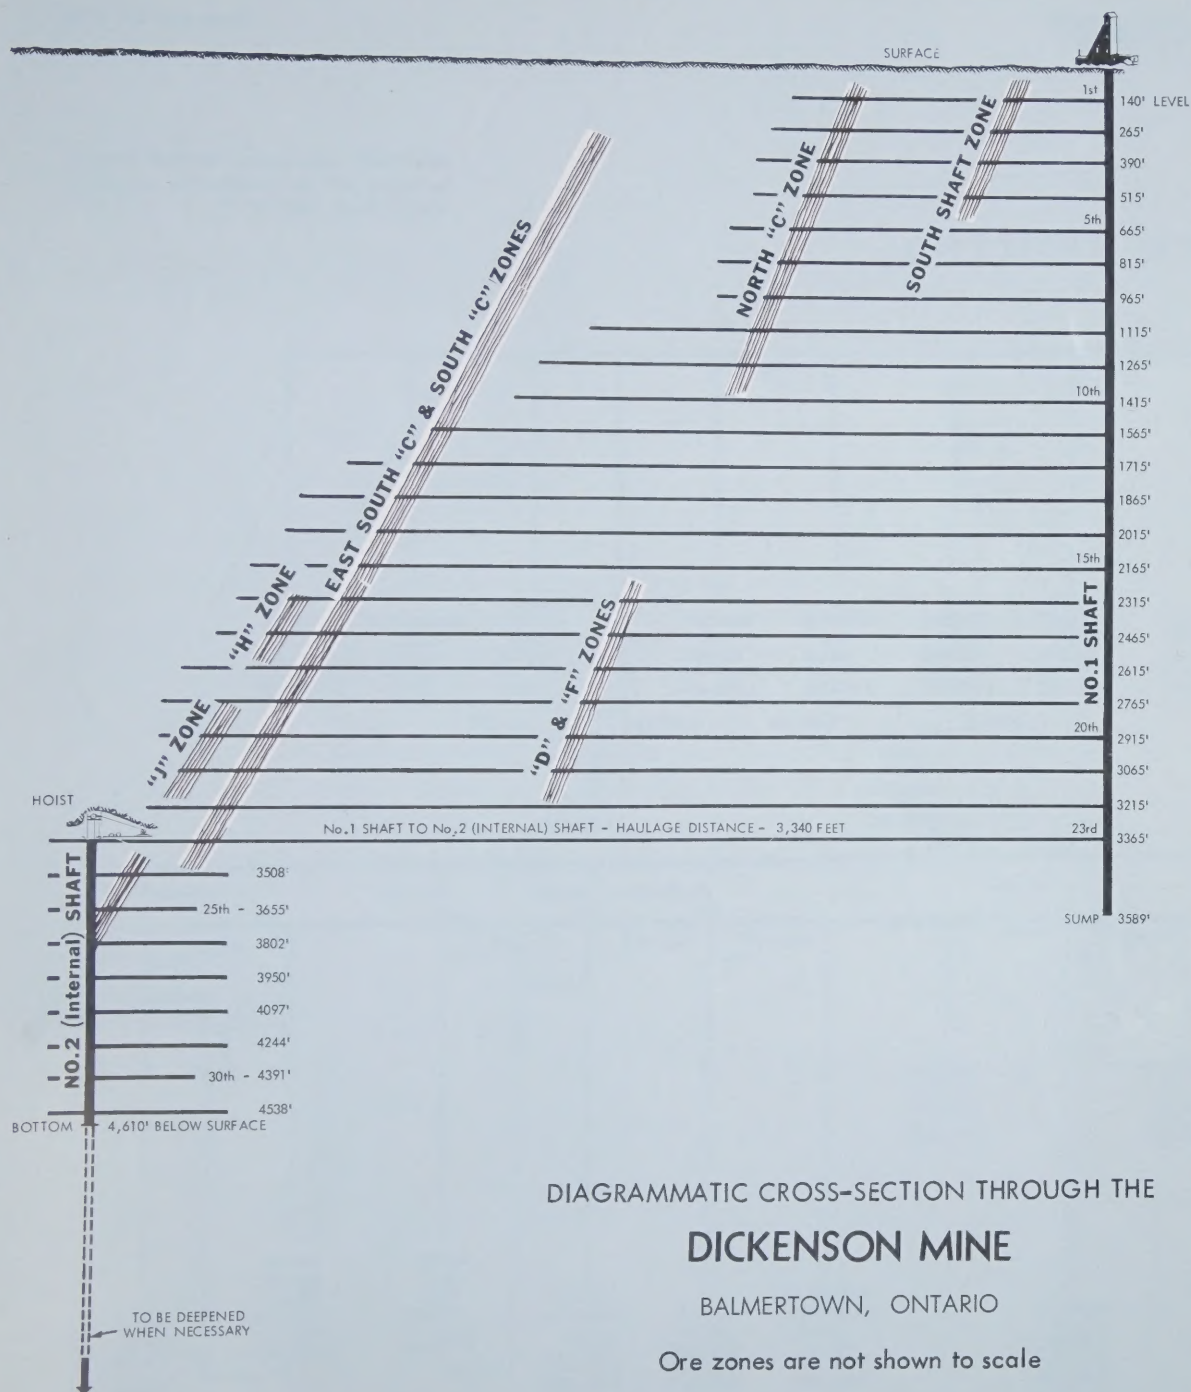 SURFACE
1st
140' LEVEL
265'
390'
515'
5th
665'
815'
965'
1115'
1265'
10th
1415'
1565'
1715'
1865'
2015'
15th
2165'
2315'
2465'
2615'
2765'
20th
2915'
3065'
3215'
23rd
3365'
SUMP 3589'
NO.1 SHAFT
SOUTH SHAFT ZONE
NORTH "C" ZONE
EAST SOUTH "C" & SOUTH "C" ZONES
"H" ZONE
"J" ZONE
"D" & "F" ZONES
HOIST
No.1 SHAFT TO No.2 (INTERNAL) SHAFT - HAULAGE DISTANCE - 3,340 FEET
NO.2 (Internal) SHAFT
3508'
25th - 3655'
3802'
3950'
4097'
4244'
30th - 4391'
4538'
BOTTOM 4,610' BELOW SURFACE
TO BE DEEPENED
WHEN NECESSARY
DIAGRAMMATIC CROSS-SECTION THROUGH THE
DICKENSON MINE
BALMERTOWN, ONTARIO
Ore zones are not shown to scale